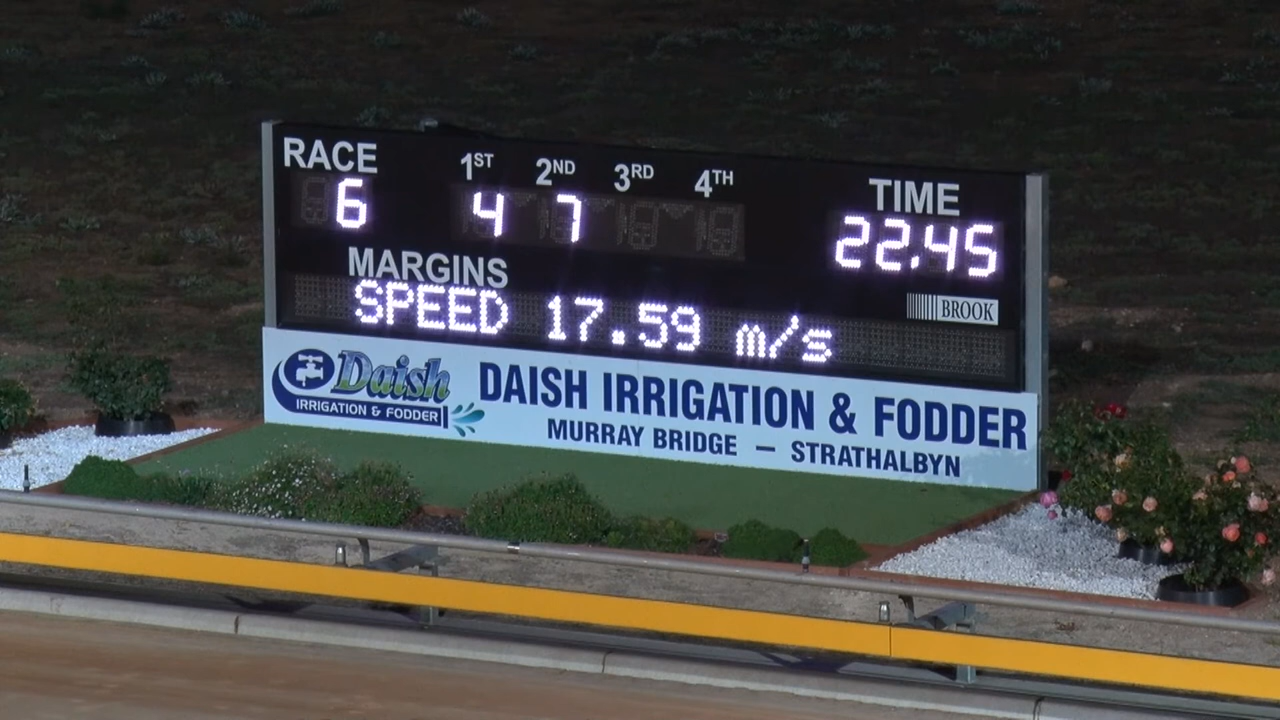 RACE 1ST 2ND 3RD 4TH TIME
6 4 7 22.45
MARGINS
SPEED 17.59 m/s
BROOK
Daish
IRRIGATION & FODDER
DAISH IRRIGATION & FODDER
MURRAY BRIDGE — STRATHALBYN